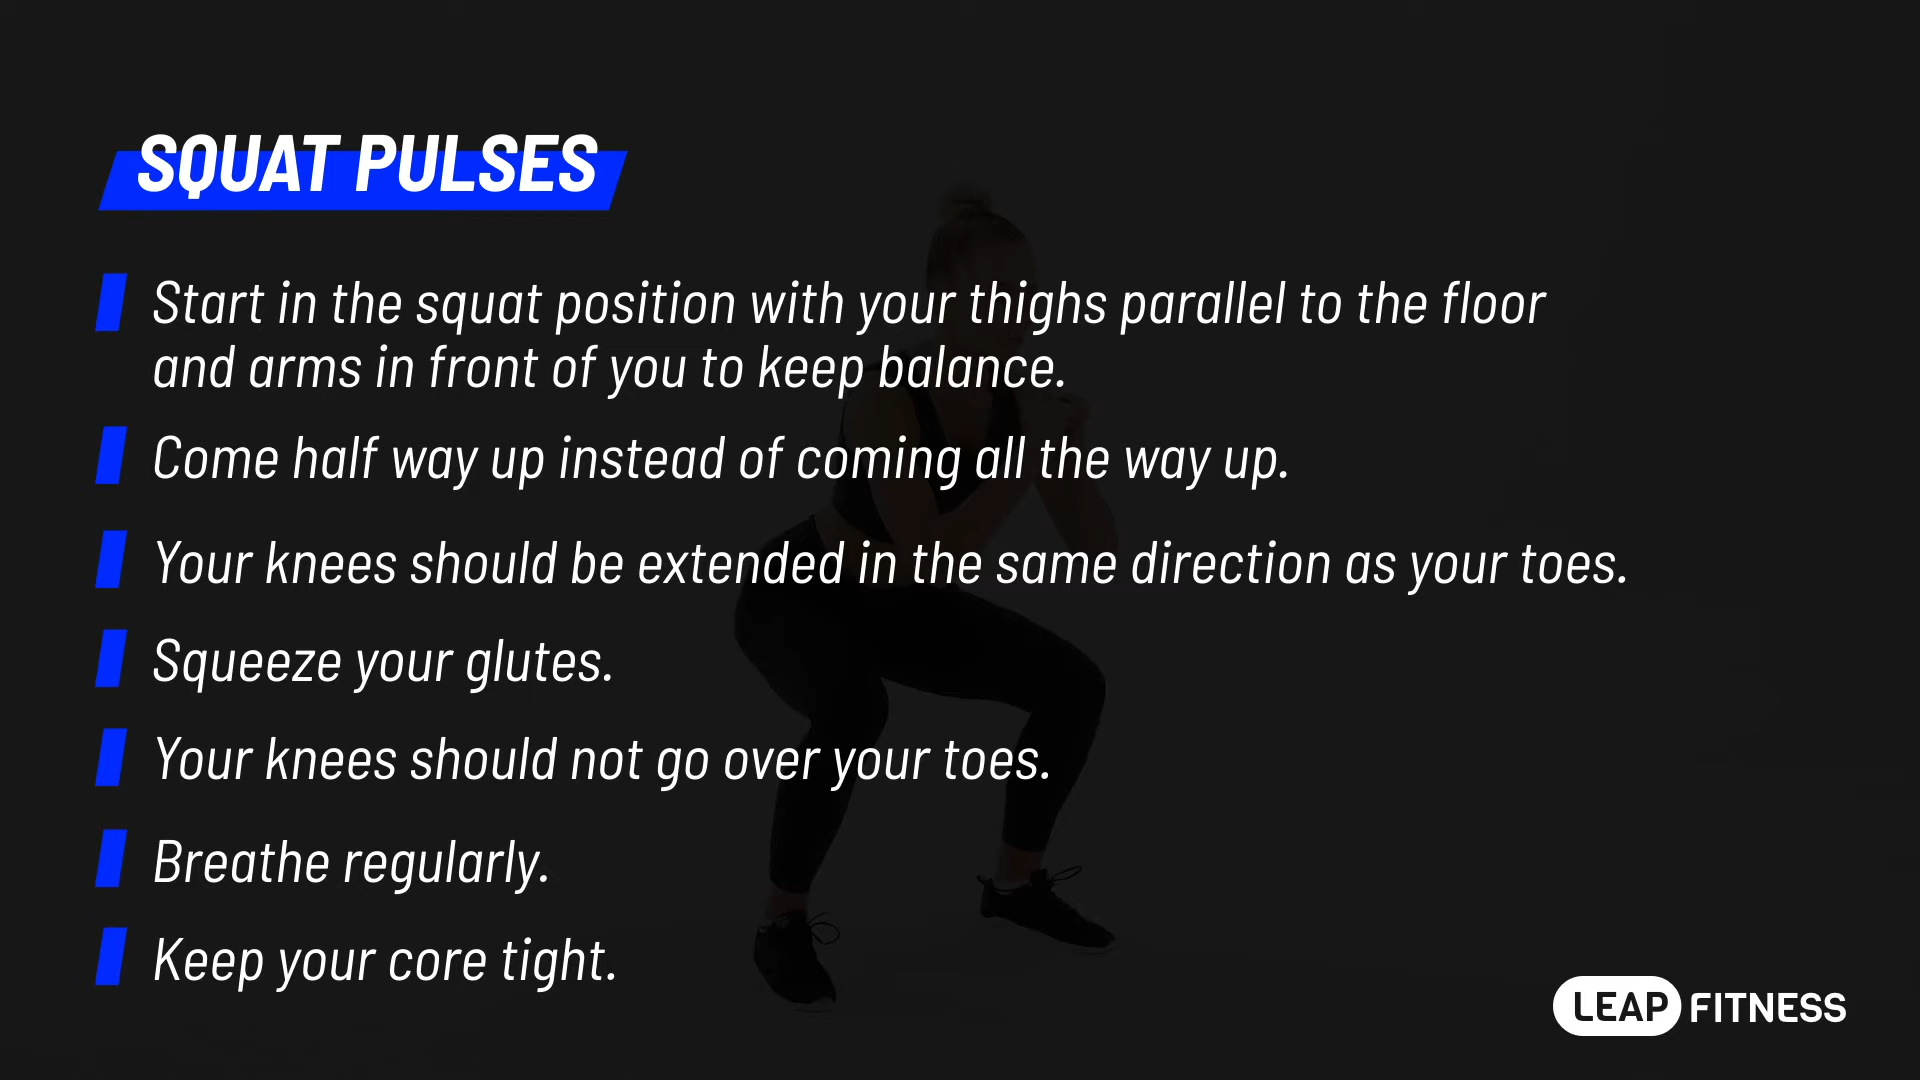 SQUAT PULSES
Start in the squat position with your thighs parallel to the floor
and arms in front of you to keep balance.
Come half way up instead of coming all the way up.
Your knees should be extended in the same direction as your toes.
Squeeze your glutes.
Your knees should not go over your toes.
Breathe regularly.
Keep your core tight.
LEAP FITNESS